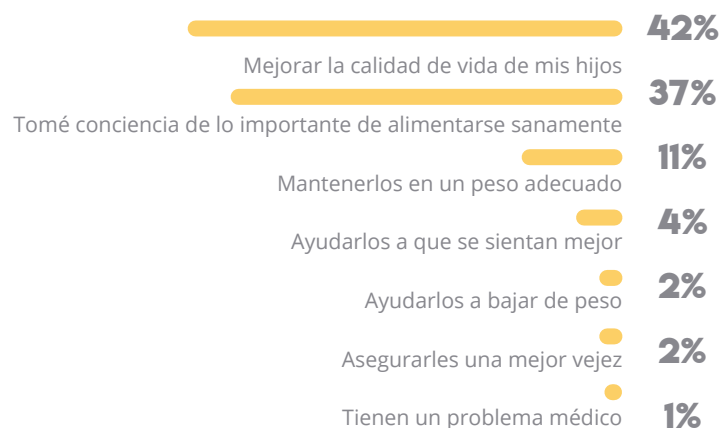 42%
Mejorar la calidad de vida de mis hijos
37%
Tomé conciencia de lo importante de alimentarse sanamente
11%
Mantenerlos en un peso adecuado
4%
Ayudarlos a que se sientan mejor
2%
Ayudarlos a bajar de peso
2%
Asegurarles una mejor vejez
1%
Tienen un problema médico